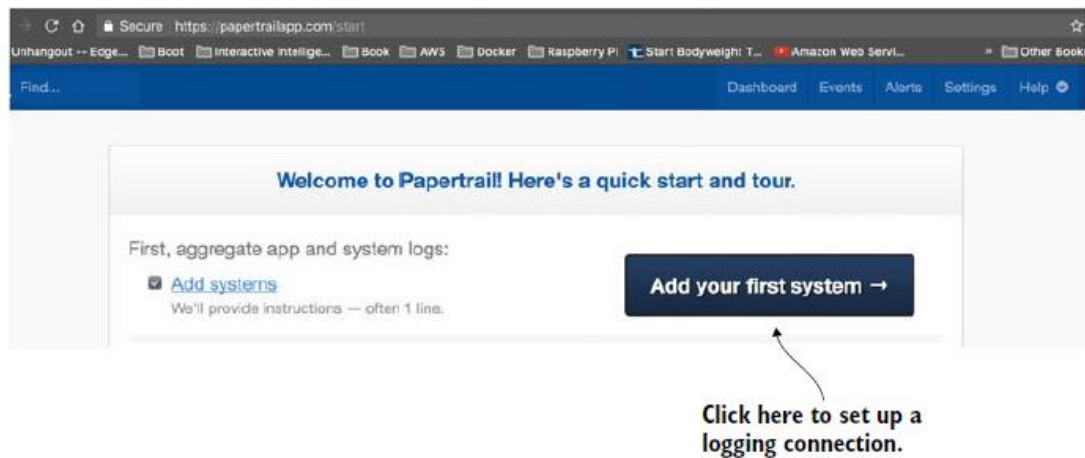 Secure https://papertrailapp.com/start
Unhangout -- Edge... Boot Interactive Intellige... Book AWS Docker Raspberry Pi Start Bodyweight T... Amazon Web Servi... » Other Book
Find... Dashboard Events Alerts Settings Help
Welcome to Papertrail! Here's a quick start and tour.
First, aggregate app and system logs:
Add systems
We'll provide instructions — often 1 line.
Add your first system →
Click here to set up a
logging connection.